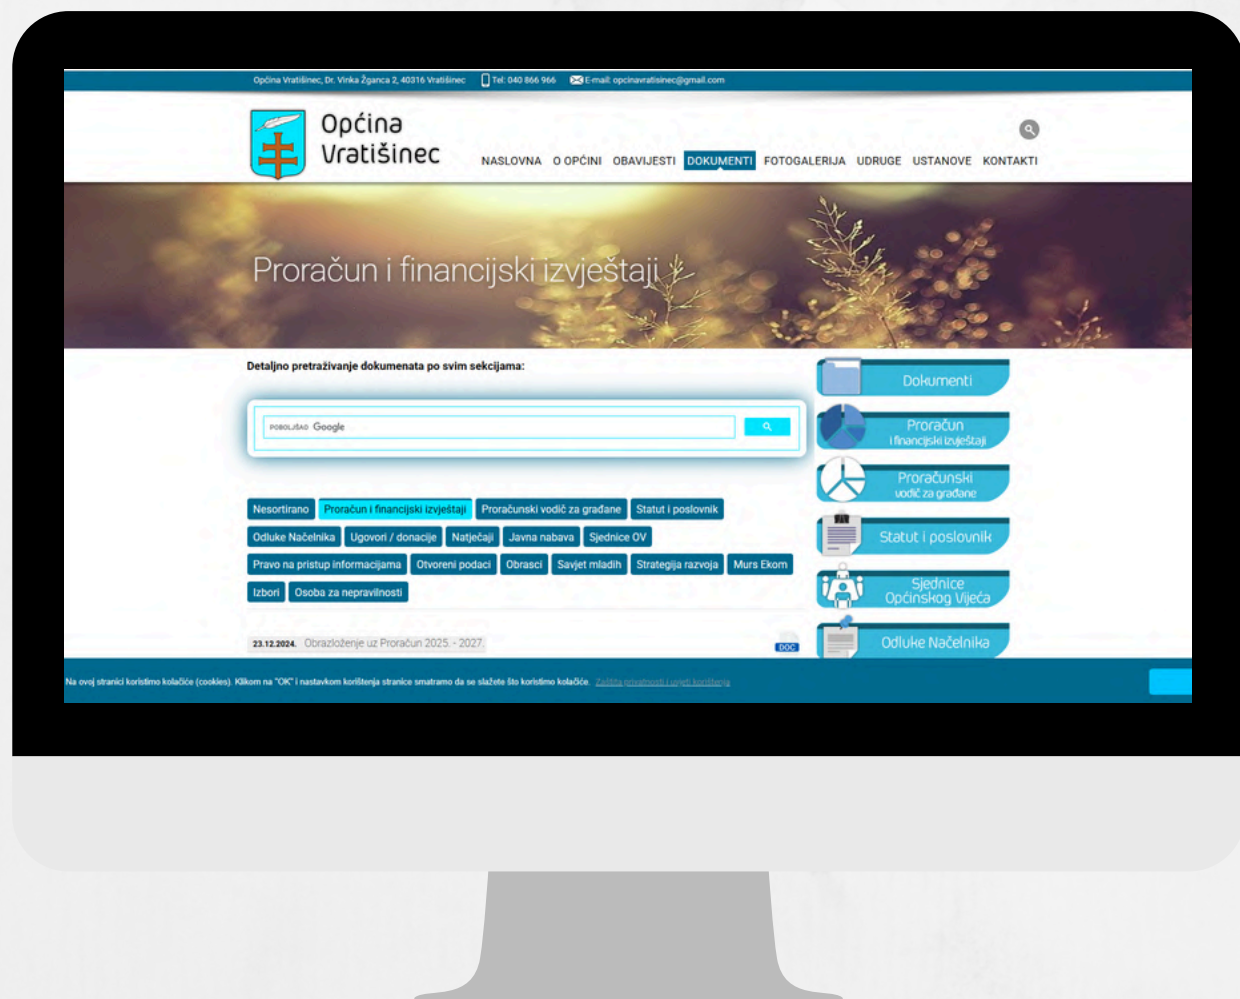 Općina Vratišinec, Dr. Vinka Žganca 2, 40316 Vratišinec Tel: 040 866 966 E-mail: opcinavratisinec@gmail.com
Općina
Vratišinec
NASLOVNA O OPĆINI OBAVIJESTI DOKUMENTI FOTOGALERIJA UDRUGE USTANOVE KONTAKTI
Proračun i financijski izvještaji
Detaljno pretraživanje dokumenata po svim sekcijama:
POBOLJŠAO Google
Nesortirano Proračun i financijski izvještaji Proračunski vodič za građane Statut i poslovnik
Odluke Načelnika Ugovori / donacije Natječaji Javna nabava Sjednice OV
Pravo na pristup informacijama Otvoreni podaci Obrasci Savjet mladih Strategija razvoja Murs Ekom
Izbori Osoba za nepravilnosti
23.12.2024. Obrazloženje uz Proračun 2025. - 2027.
DOC
Dokumenti
Proračun
i financijski izvještaji
Proračunski
vodič za građane
Statut i poslovnik
Sjednice
Općinskog Vijeća
Odluke Načelnika
Na ovoj stranici koristimo kolačiće (cookies). Klikom na "OK" i nastavkom korištenja stranice smatramo da se slažete što koristimo kolačiće. Zaštita privatnosti i uvjeti korištenja